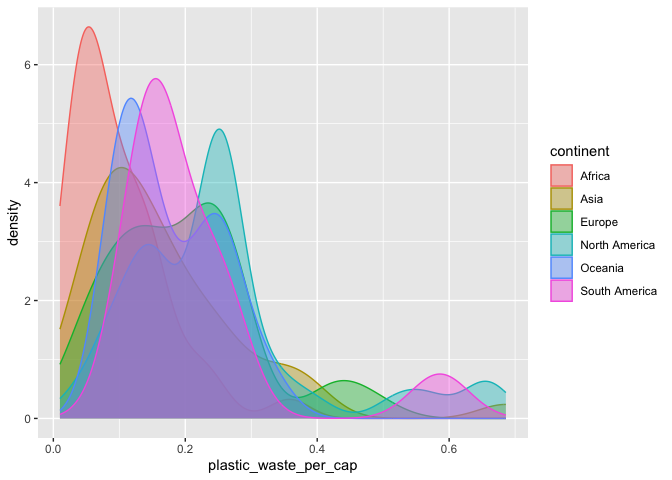 6
4
2
0
density
0.0
0.2
0.4
0.6
plastic_waste_per_cap
continent
Africa
Asia
Europe
North America
Oceania
South America